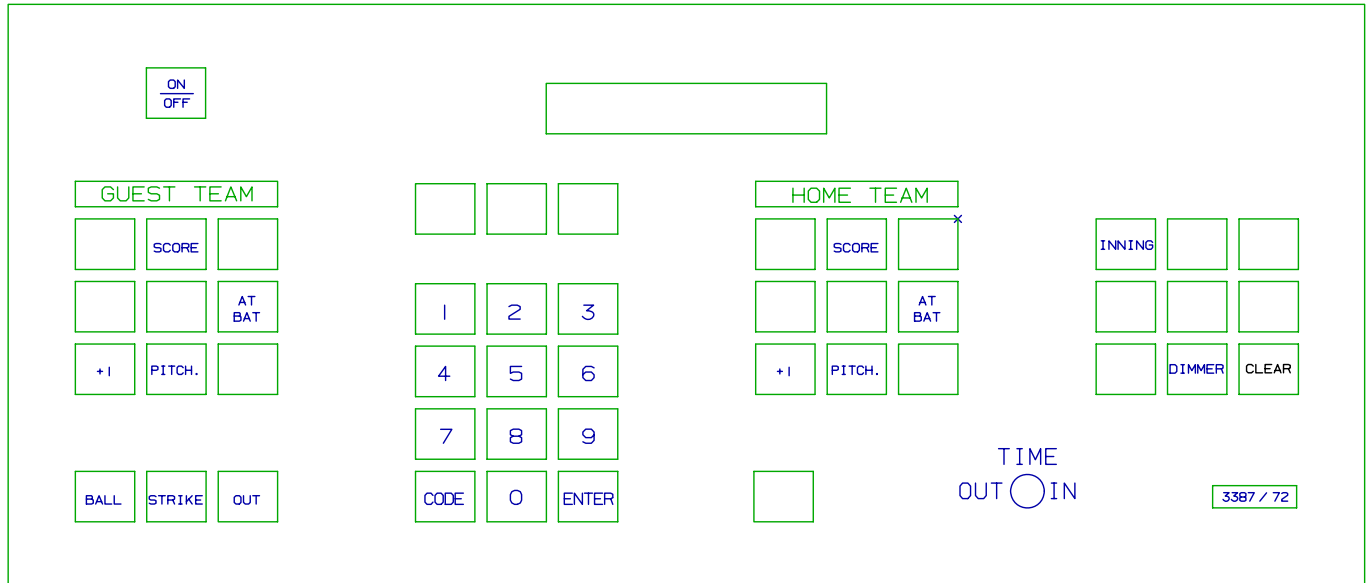 ON
OFF
GUEST TEAM
HOME TEAM
SCORE
SCORE
INNING
AT
BAT
1 2 3
AT
BAT
+1 PITCH.
4 5 6
+1 PITCH.
DIMMER CLEAR
7 8 9
TIME
OUT IN
BALL STRIKE OUT
CODE 0 ENTER
3387 / 72